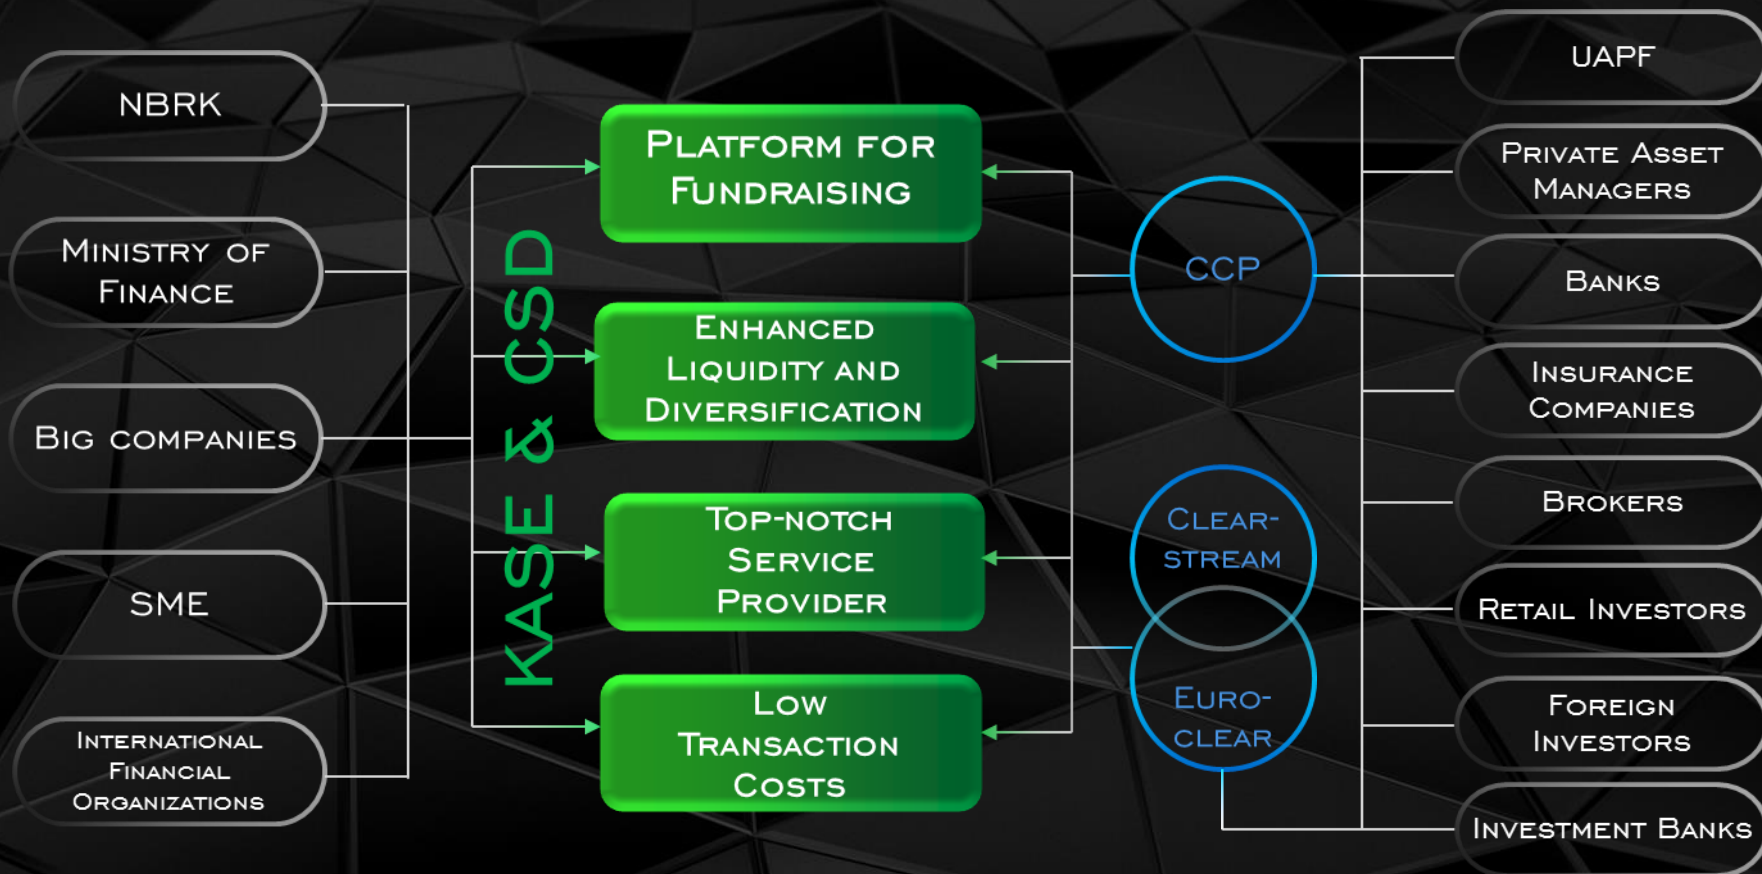 NBRK
MINISTRY OF
FINANCE
BIG COMPANIES
SME
INTERNATIONAL
FINANCIAL
ORGANIZATIONS
KASE & CSD
PLATFORM FOR
FUNDRAISING
ENHANCED
LIQUIDITY AND
DIVERSIFICATION
TOP-NOTCH
SERVICE
PROVIDER
LOW
TRANSACTION
COSTS
CCP
CLEAR-
STREAM
EURO-
CLEAR
UAPF
PRIVATE ASSET
MANAGERS
BANKS
INSURANCE
COMPANIES
BROKERS
RETAIL INVESTORS
FOREIGN
INVESTORS
INVESTMENT BANKS